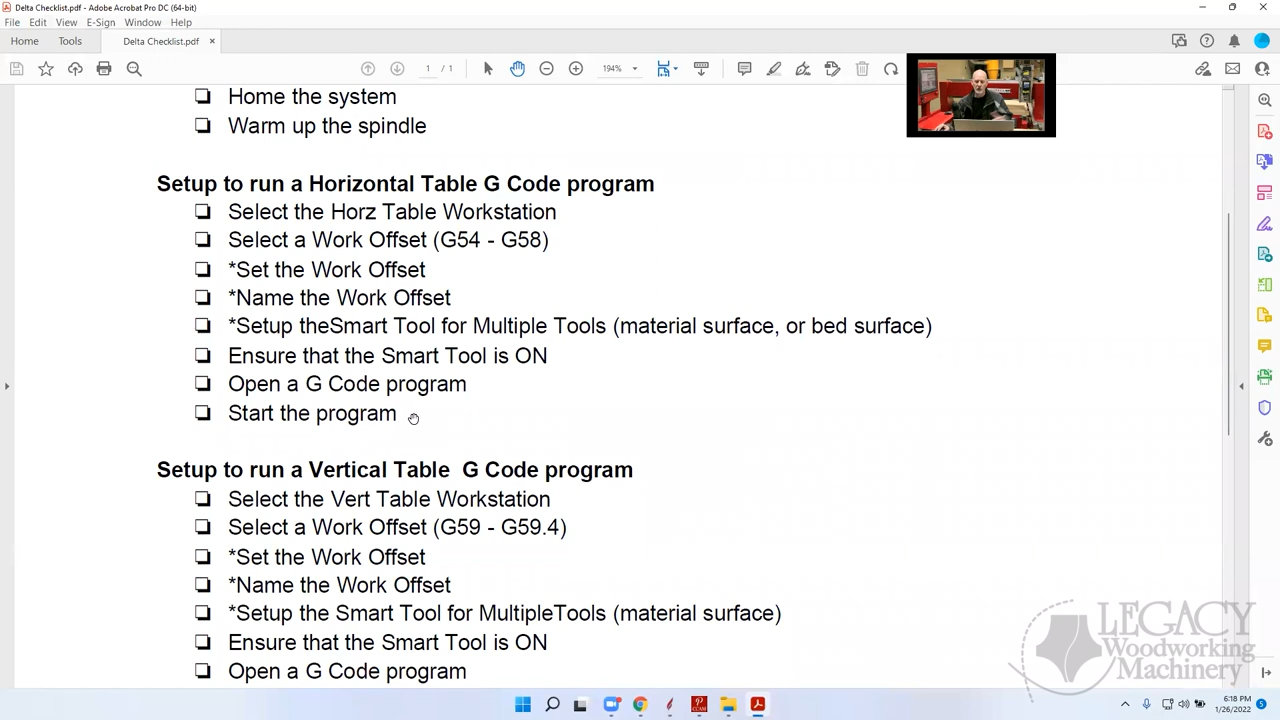 Delta Checklist.pdf - Adobe Acrobat Pro DC (64-bit)
File Edit View E-Sign Window Help
Home Tools Delta Checklist.pdf ×
1 / 1 194%
Home the system
Warm up the spindle
Setup to run a Horizontal Table G Code program
Select the Horz Table Workstation
Select a Work Offset (G54 - G58)
*Set the Work Offset
*Name the Work Offset
*Setup theSmart Tool for Multiple Tools (material surface, or bed surface)
Ensure that the Smart Tool is ON
Open a G Code program
Start the program
Setup to run a Vertical Table  G Code program
Select the Vert Table Workstation
Select a Work Offset (G59 - G59.4)
*Set the Work Offset
*Name the Work Offset
*Setup the Smart Tool for MultipleTools (material surface)
Ensure that the Smart Tool is ON
Open a G Code program
LEGACY
Woodworking
Machinery
6:18 PM
1/26/2022